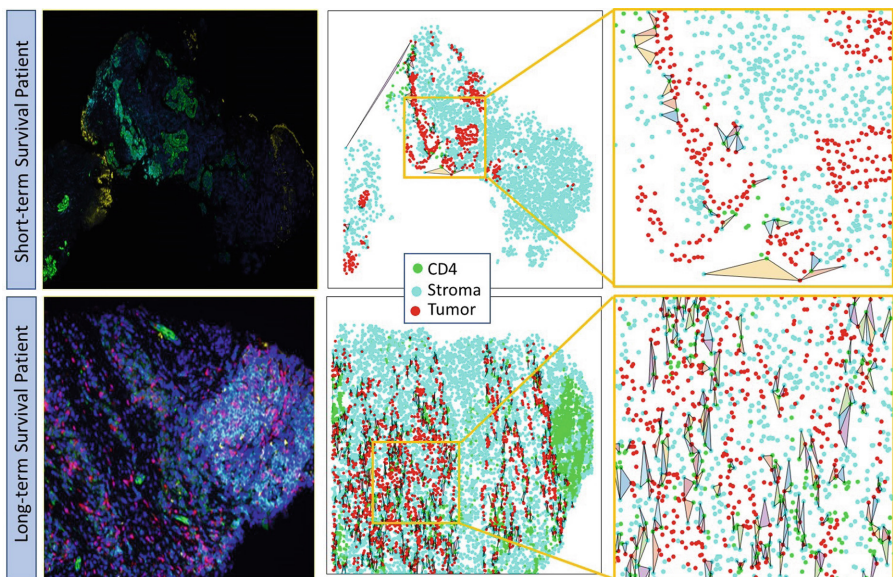 Short-term Survival Patient
CD4
Stroma
Tumor
Long-term Survival Patient